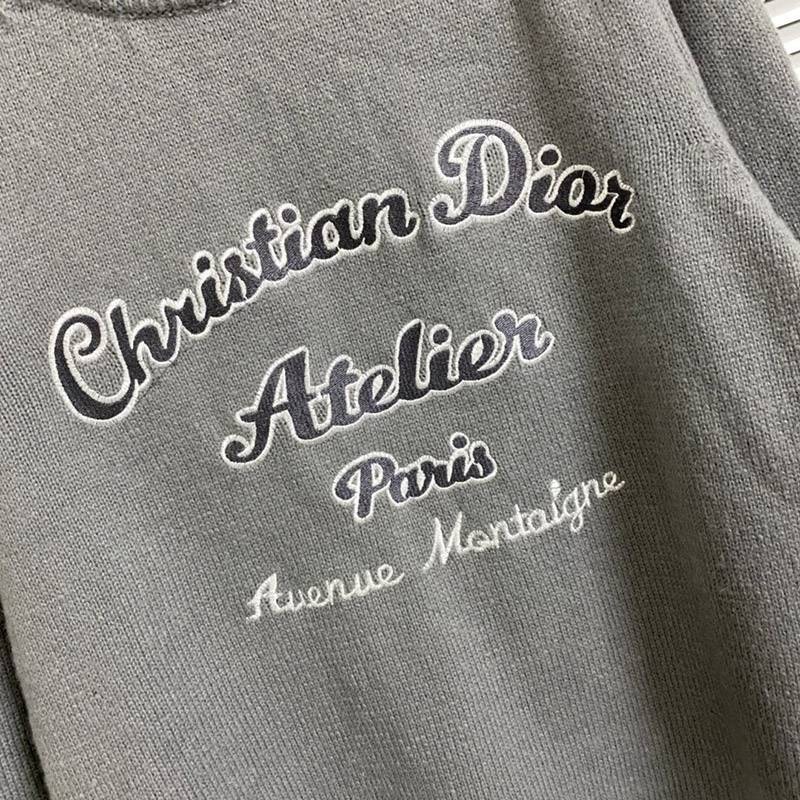 Christian Dior
Atelier
Paris
Avenue Montaigne